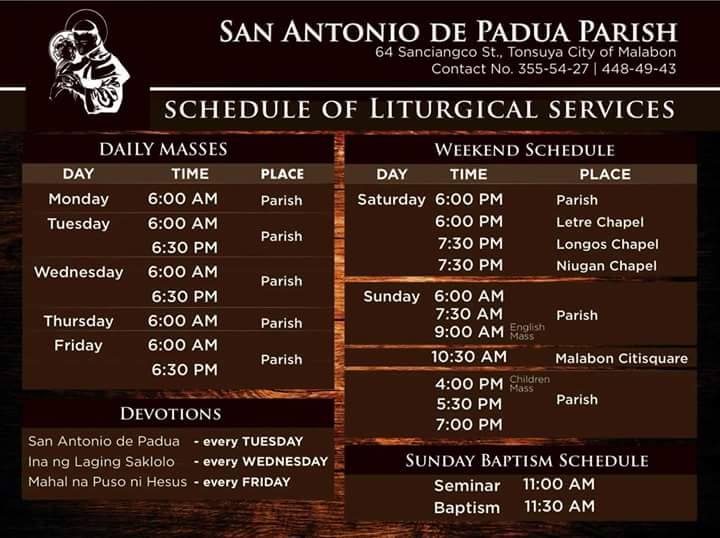 SAN ANTONIO DE PADUA PARISH
64 Sanciangco St., Tonsuya City of Malabon
Contact No. 355-54-27 | 448-49-43
SCHEDULE OF LITURGICAL SERVICES
DAILY MASSES
DAY TIME PLACE
Monday 6:00 AM Parish
Tuesday 6:00 AM
6:30 PM
Parish
Wednesday 6:00 AM
6:30 PM
Parish
Thursday 6:00 AM Parish
Friday 6:00 AM
6:30 PM
Parish
DEVOTIONS
San Antonio de Padua - every TUESDAY
Ina ng Laging Saklolo - every WEDNESDAY
Mahal na Puso ni Hesus - every FRIDAY
WEEKEND SCHEDULE
DAY TIME PLACE
Saturday 6:00 PM Parish
6:00 PM Letre Chapel
7:30 PM Longos Chapel
7:30 PM Niugan Chapel
Sunday 6:00 AM
7:30 AM Parish
9:00 AM English Mass
10:30 AM Malabon Citisquare
4:00 PM Children Mass
5:30 PM Parish
7:00 PM
SUNDAY BAPTISM SCHEDULE
Seminar 11:00 AM
Baptism 11:30 AM